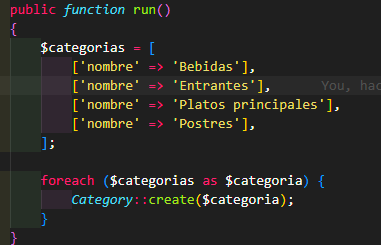 public function run()
{
    $categorias = [
        ['nombre' => 'Bebidas'],
        ['nombre' => 'Entrantes'],     You, hac
        ['nombre' => 'Platos principales'],
        ['nombre' => 'Postres'],
    ];

    foreach ($categorias as $categoria) {
        Category::create($categoria);
    }
}